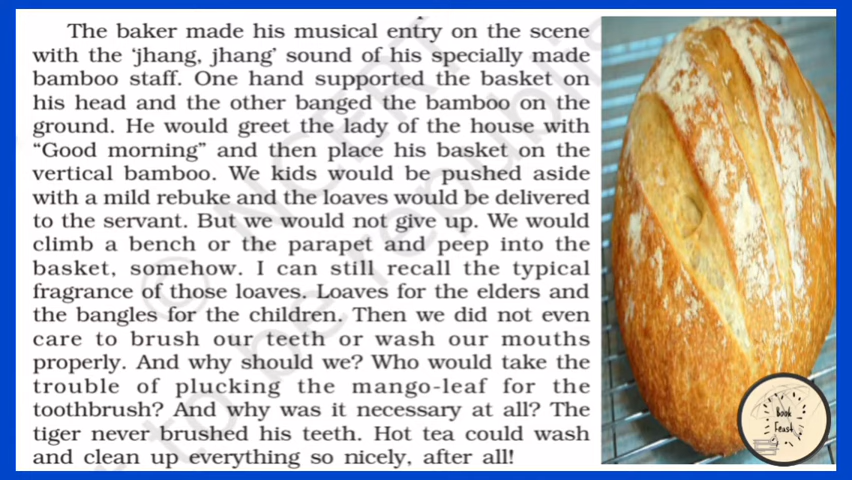 The baker made his musical entry on the scene
with the ‘jhang, jhang’ sound of his specially made
bamboo staff. One hand supported the basket on
his head and the other banged the bamboo on the
ground. He would greet the lady of the house with
“Good morning” and then place his basket on the
vertical bamboo. We kids would be pushed aside
with a mild rebuke and the loaves would be delivered
to the servant. But we would not give up. We would
climb a bench or the parapet and peep into the
basket, somehow. I can still recall the typical
fragrance of those loaves. Loaves for the elders and
the bangles for the children. Then we did not even
care to brush our teeth or wash our mouths
properly. And why should we? Who would take the
trouble of plucking the mango-leaf for the
toothbrush? And why was it necessary at all? The
tiger never brushed his teeth. Hot tea could wash
and clean up everything so nicely, after all!
© NCERT
not to be republis
Book
Feast